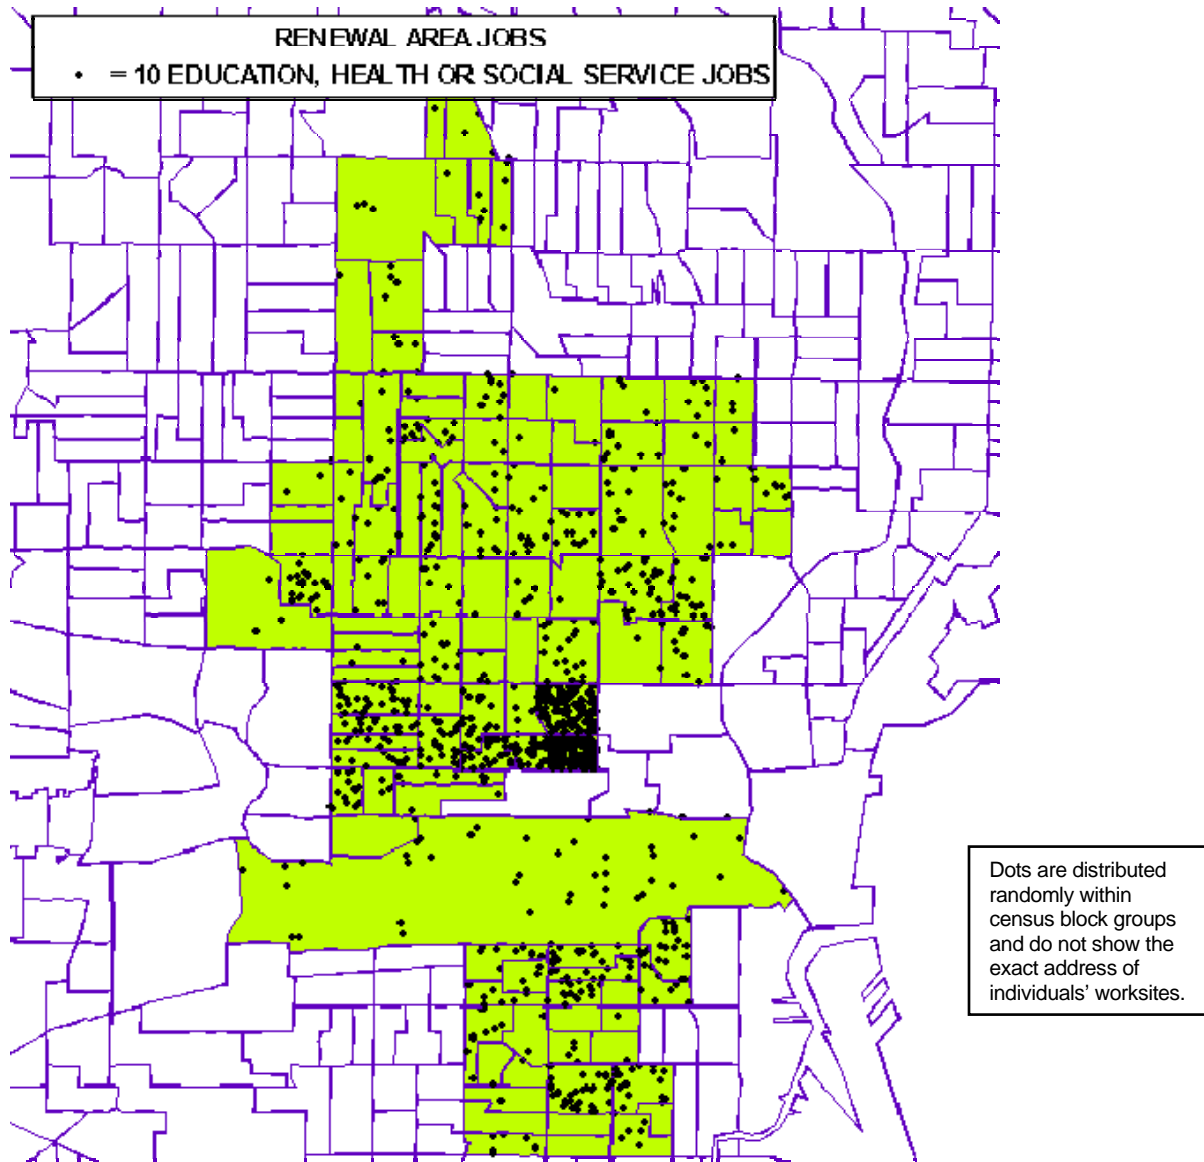 RENEWAL AREA JOBS
• = 10 EDUCATION, HEALTH OR SOCIAL SERVICE JOBS
Dots are distributed
randomly within
census block groups
and do not show the
exact address of
individuals’ worksites.